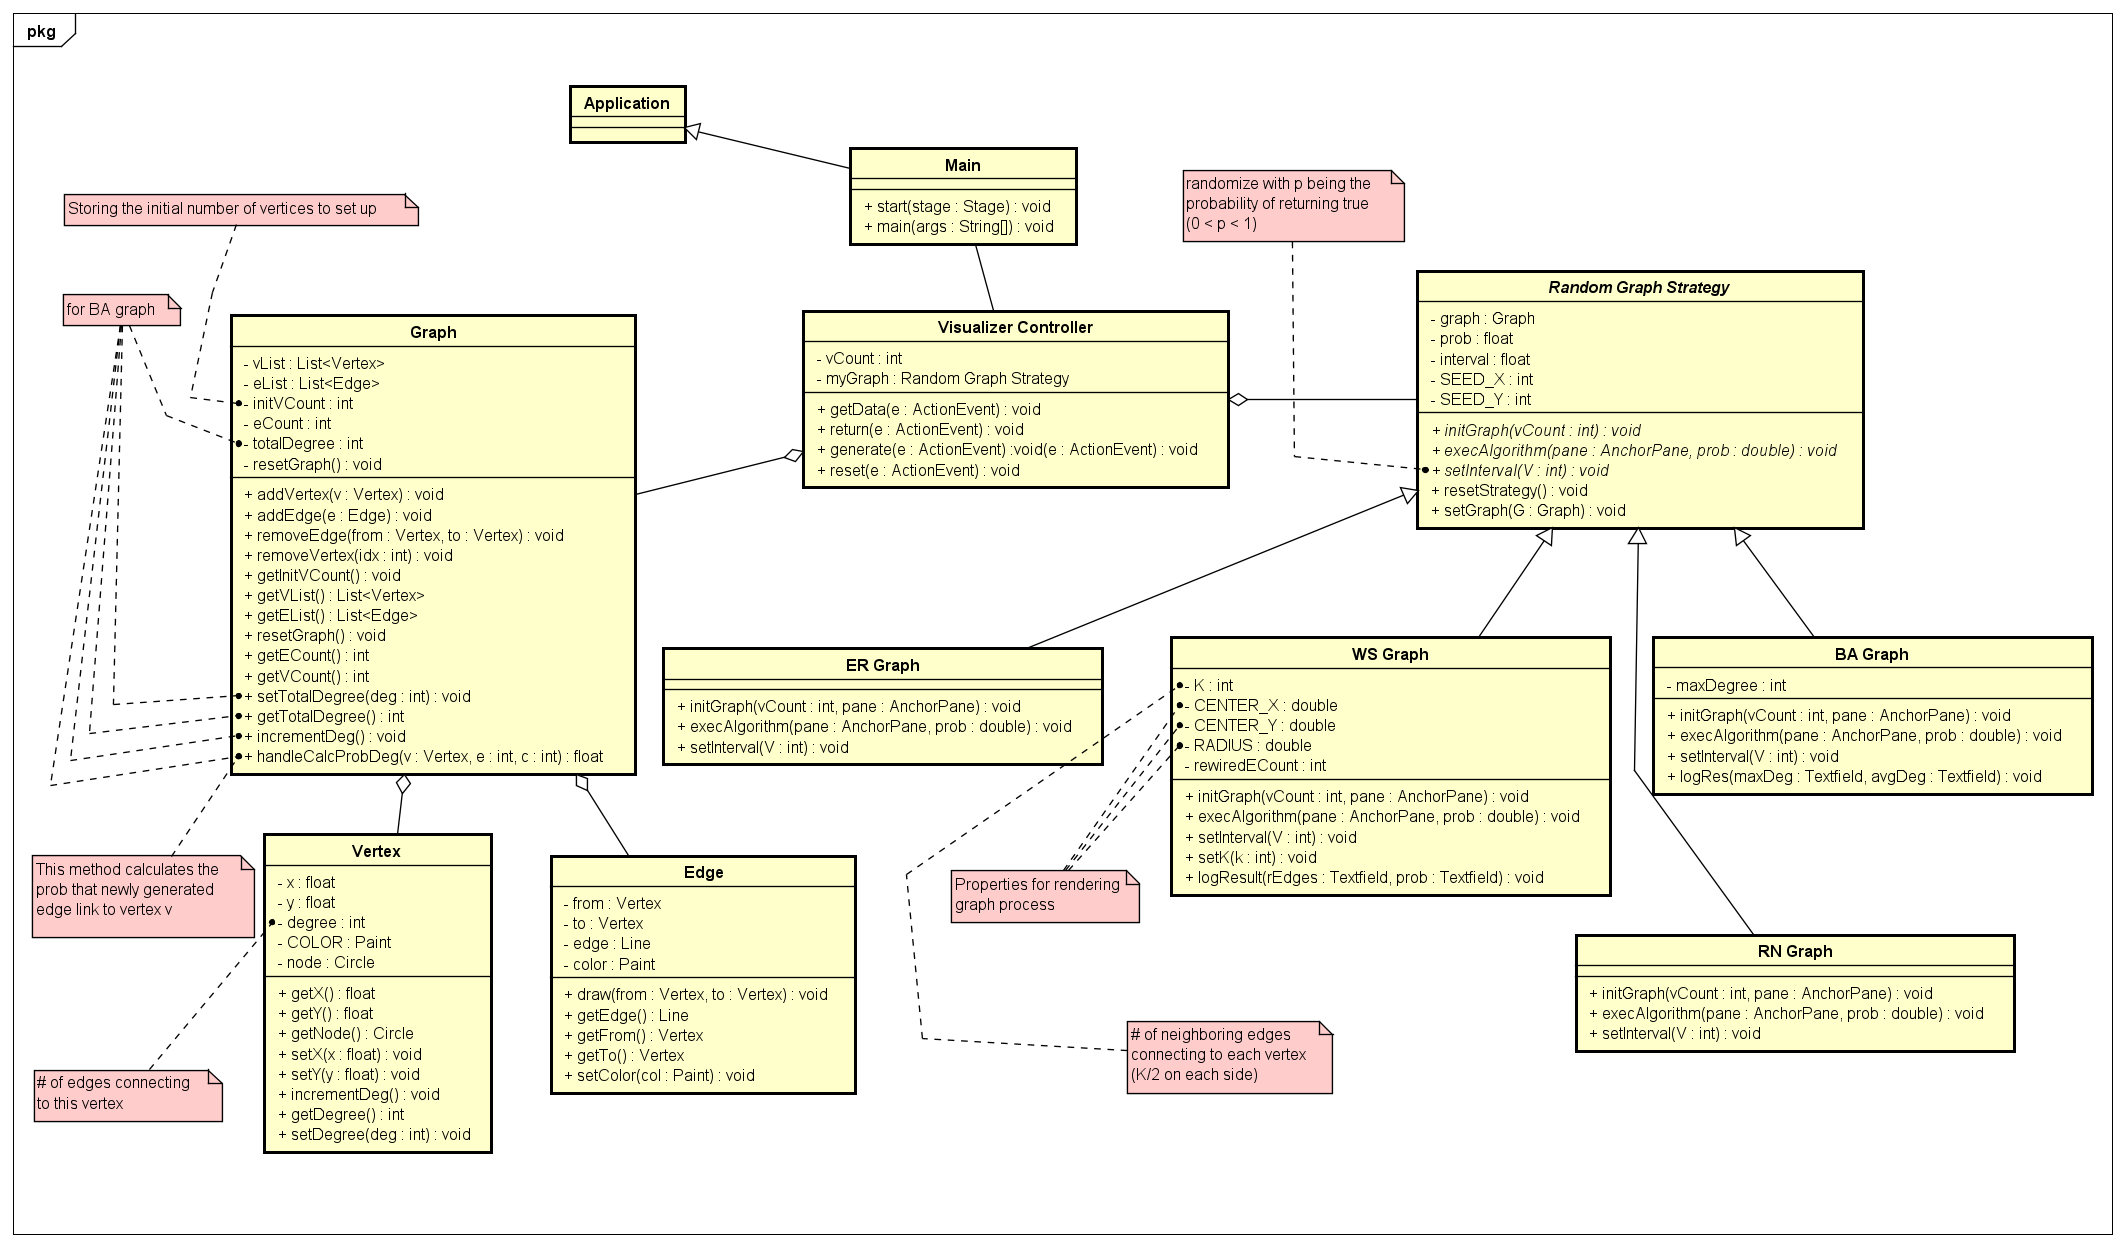 pkg
Application
Main
+ start(stage : Stage) : void
+ main(args : String[]) : void
Storing the initial number of vertices to set up
for BA graph
randomize with p being the
probability of returning true
(0 < p < 1)
Graph
- vList : List<Vertex>
- eList : List<Edge>
- initVCount : int
- eCount : int
- totalDegree : int
- resetGraph() : void
+ addVertex(v : Vertex) : void
+ addEdge(e : Edge) : void
+ removeEdge(from : Vertex, to : Vertex) : void
+ removeVertex(idx : int) : void
+ getInitVCount() : void
+ getVList() : List<Vertex>
+ getEList() : List<Edge>
+ resetGraph() : void
+ getECount() : int
+ getVCount() : int
+ setTotalDegree(deg : int) : void
+ getTotalDegree() : int
+ incrementDeg() : void
+ handleCalcProbDeg(v : Vertex, e : int, c : int) : float
Visualizer Controller
- vCount : int
- myGraph : Random Graph Strategy
+ getData(e : ActionEvent) : void
+ return(e : ActionEvent) : void
+ generate(e : ActionEvent) :void(e : ActionEvent) : void
+ reset(e : ActionEvent) : void
Random Graph Strategy
- graph : Graph
- prob : float
- interval : float
- SEED_X : int
- SEED_Y : int
+ initGraph(vCount : int) : void
+ execAlgorithm(pane : AnchorPane, prob : double) : void
+ setInterval(V : int) : void
+ resetStrategy() : void
+ setGraph(G : Graph) : void
ER Graph
+ initGraph(vCount : int, pane : AnchorPane) : void
+ execAlgorithm(pane : AnchorPane, prob : double) : void
+ setInterval(V : int) : void
WS Graph
- K : int
- CENTER_X : double
- CENTER_Y : double
- RADIUS : double
- rewiredECount : int
+ initGraph(vCount : int, pane : AnchorPane) : void
+ execAlgorithm(pane : AnchorPane, prob : double) : void
+ setInterval(V : int) : void
+ setK(k : int) : void
+ logResult(rEdges : Textfield, prob : Textfield) : void
BA Graph
- maxDegree : int
+ initGraph(vCount : int, pane : AnchorPane) : void
+ execAlgorithm(pane : AnchorPane, prob : double) : void
+ setInterval(V : int) : void
+ logRes(maxDeg : Textfield, avgDeg : Textfield) : void
This method calculates the
prob that newly generated
edge link to vertex v
Vertex
- x : float
- y : float
- degree : int
- COLOR : Paint
- node : Circle
+ getX() : float
+ getY() : float
+ getNode() : Circle
+ setX(x : float) : void
+ setY(y : float) : void
+ incrementDeg() : void
+ getDegree() : int
+ setDegree(deg : int) : void
Edge
- from : Vertex
- to : Vertex
- edge : Line
- color : Paint
+ draw(from : Vertex, to : Vertex) : void
+ getEdge() : Line
+ getFrom() : Vertex
+ getTo() : Vertex
+ setColor(col : Paint) : void
Properties for rendering
graph process
RN Graph
+ initGraph(vCount : int, pane : AnchorPane) : void
+ execAlgorithm(pane : AnchorPane, prob : double) : void
+ setInterval(V : int) : void
# of edges connecting
to this vertex
# of neighboring edges
connecting to each vertex
(K/2 on each side)